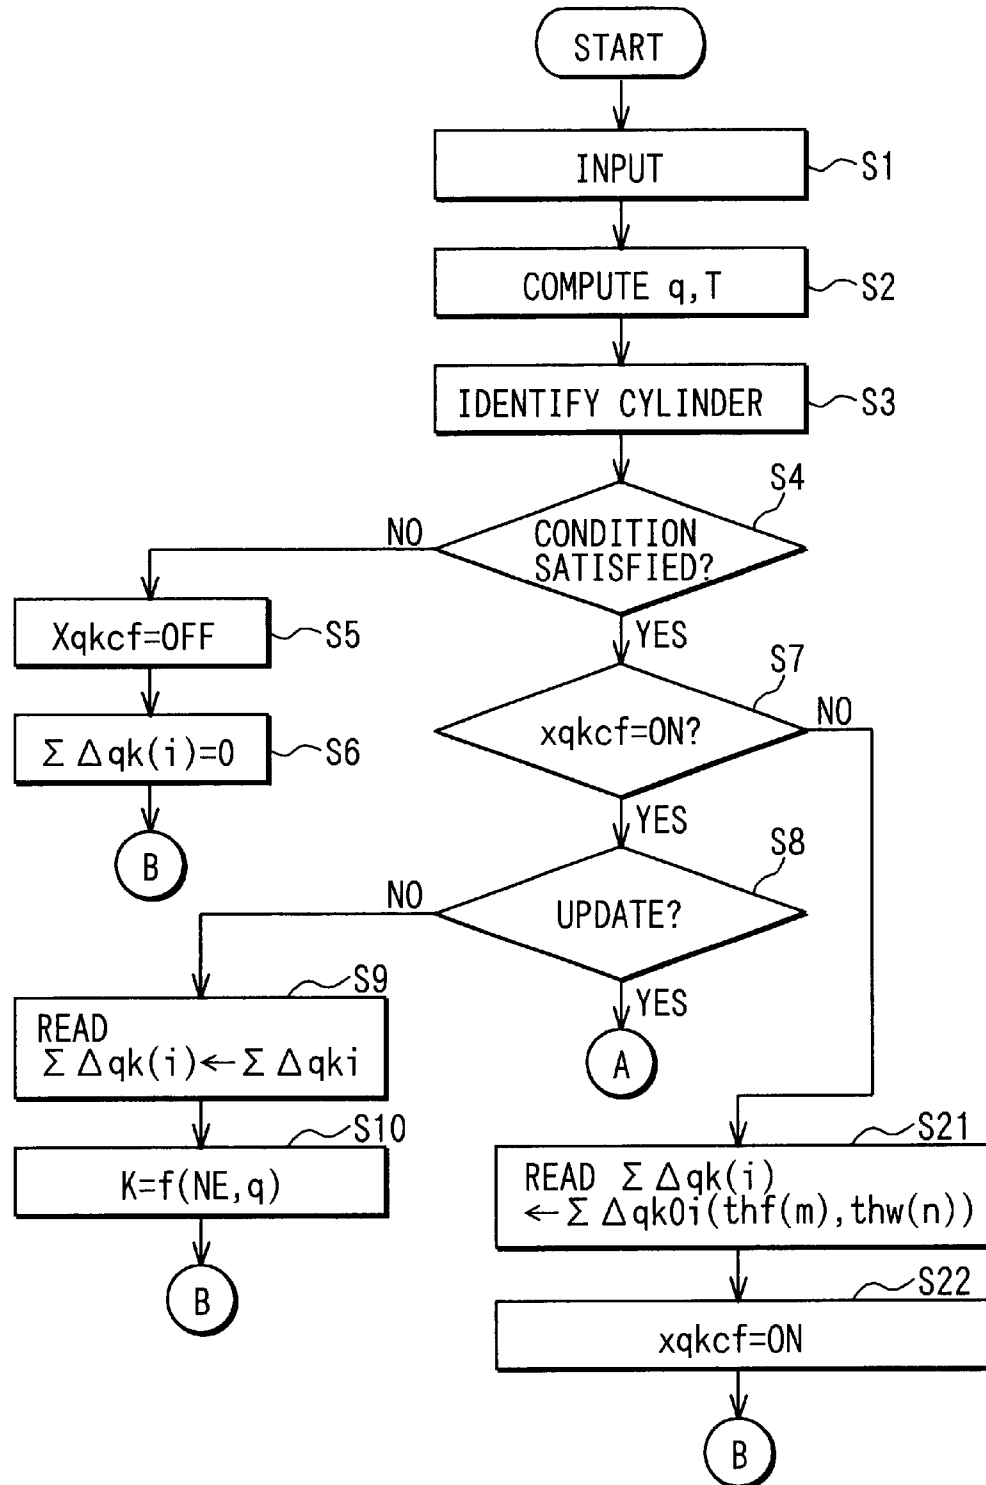 START
INPUT
S1
COMPUTE q,T
S2
IDENTIFY CYLINDER
S3
S4
CONDITION
SATISFIED?
NO
YES
Xqkcf=OFF
S5
Σ Δqk(i)=0
S6
B
S7
xqkcf=ON?
NO
YES
S8
UPDATE?
NO
YES
A
S9
READ
Σ Δqk(i)←Σ Δqki
S10
K=f(NE,q)
B
S21
READ Σ Δqk(i)
←Σ Δqk0i(thf(m),thw(n))
S22
xqkcf=ON
B